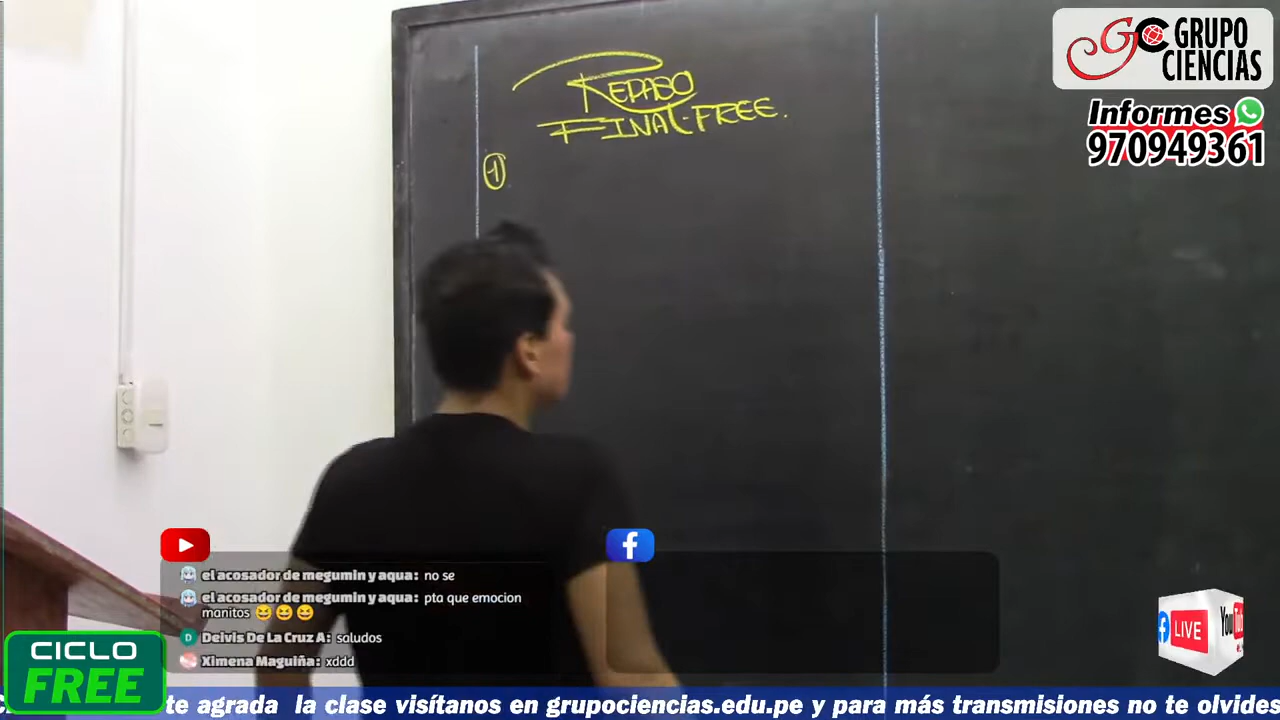 REPASO
FINAL-FREE.
1
GC GRUPO
CIENCIAS
Informes
970949361
el acosador de megumin y aqua: no se
el acosador de megumin y aqua: pta que emocion
manitos 😆😆😆
D Deivis De La Cruz A: saludos
Ximena Maguiña: xddd
LIVE
CICLO
FREE
te agrada la clase visítanos en grupociencias.edu.pe y para más transmisiones no te olvides